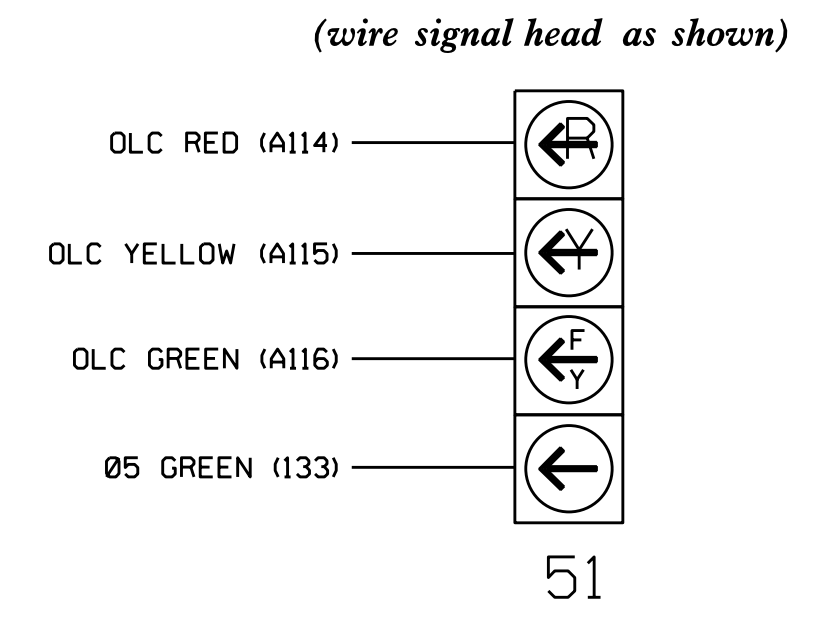 (wire signal head as shown)
OLC RED (A114)
R
OLC YELLOW (A115)
Y
OLC GREEN (A116)
F
Y
Ø5 GREEN (133)
51